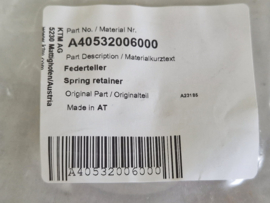 Part No. / Material Nr.
A40532006000
Part Description / Materialkurztext
Federteller
Spring retainer
Original Part / Originalteil
A23185
Made in AT
A40532006000
KTM AG
5230 Mattighofen/Austria